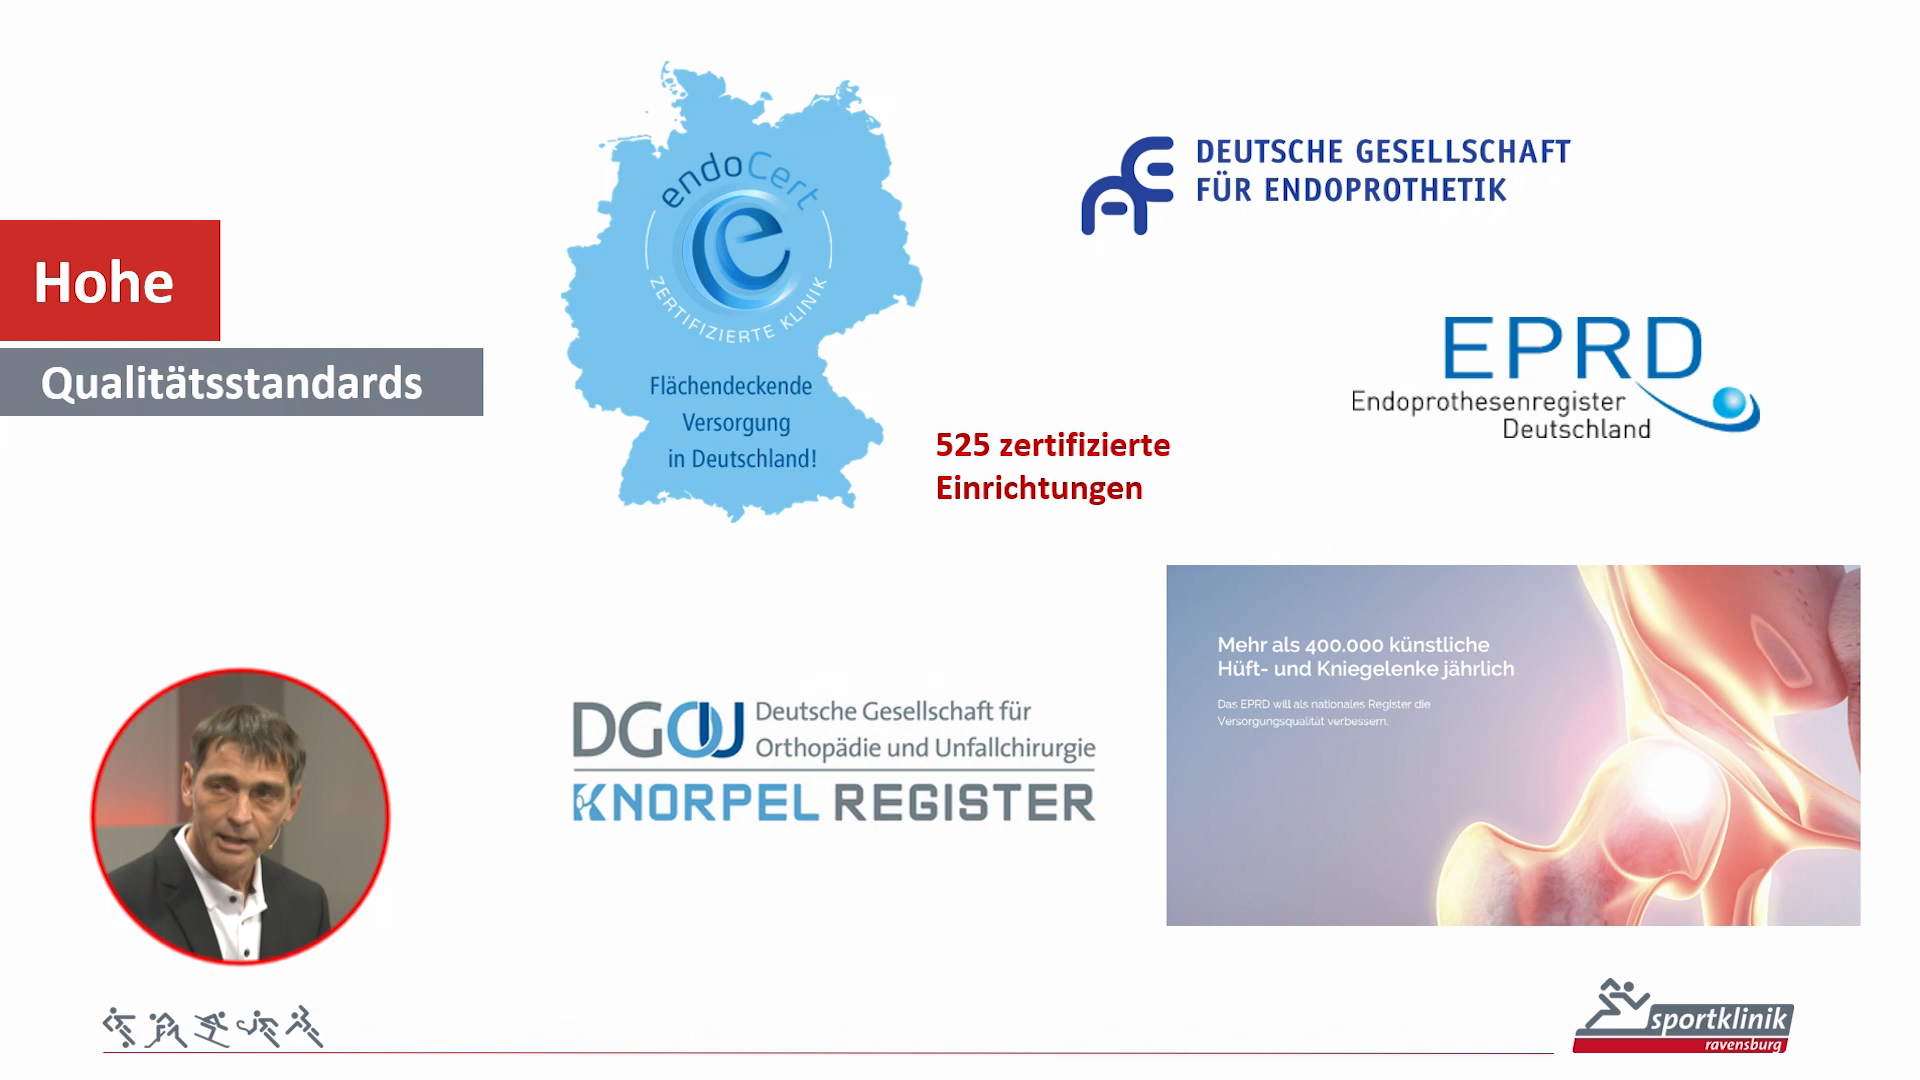 Hohe
Qualitätsstandards
endoCert
e
ZERTIFIZIERTE KLINIK
Flächendeckende
Versorgung
in Deutschland!
525 zertifizierte
Einrichtungen
AE
DEUTSCHE GESELLSCHAFT
FÜR ENDOPROTHETIK
EPRD
Endoprothesenregister
Deutschland
Mehr als 400.000 künstliche
Hüft- und Kniegelenke jährlich
Das EPRD will als nationales Register die
Versorgungsqualität verbessern.
DGOU
Deutsche Gesellschaft für
Orthopädie und Unfallchirurgie
KNORPEL REGISTER
sportklinik
ravensburg